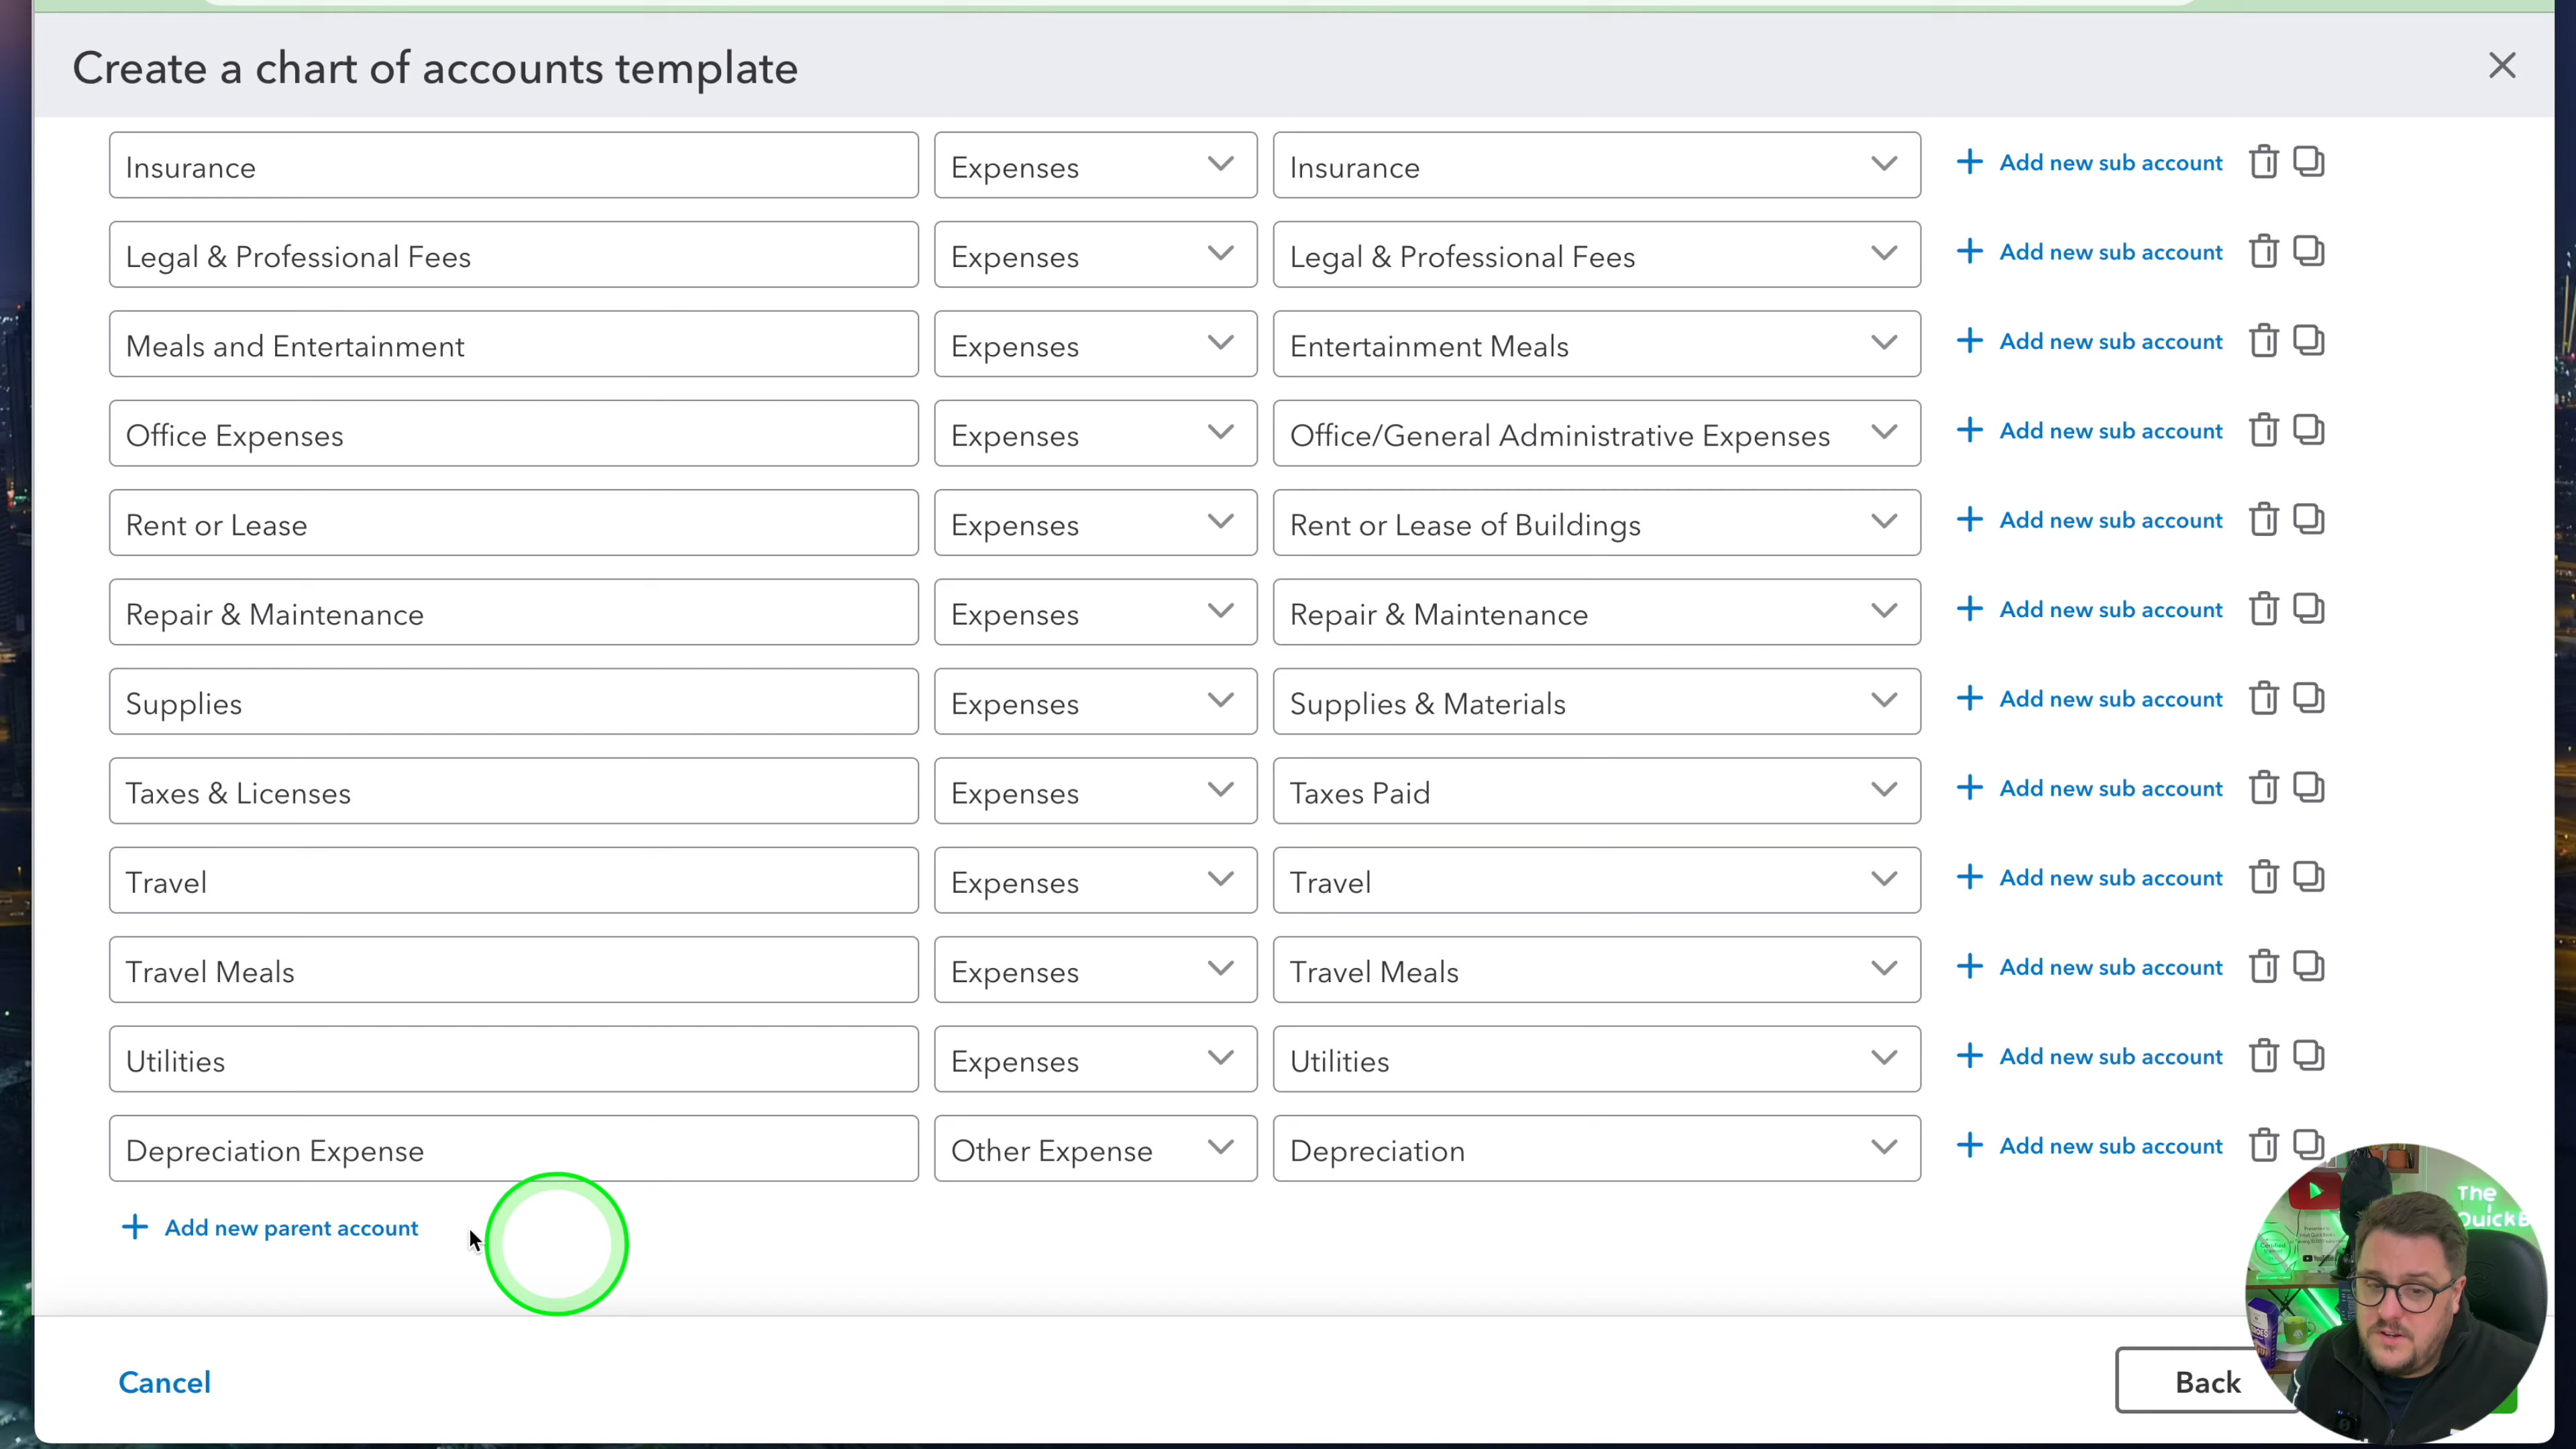 Create a chart of accounts template
Insurance Expenses Insurance Add new sub account
Legal & Professional Fees Expenses Legal & Professional Fees Add new sub account
Meals and Entertainment Expenses Entertainment Meals Add new sub account
Office Expenses Expenses Office/General Administrative Expenses Add new sub account
Rent or Lease Expenses Rent or Lease of Buildings Add new sub account
Repair & Maintenance Expenses Repair & Maintenance Add new sub account
Supplies Expenses Supplies & Materials Add new sub account
Taxes & Licenses Expenses Taxes Paid Add new sub account
Travel Expenses Travel Add new sub account
Travel Meals Expenses Travel Meals Add new sub account
Utilities Expenses Utilities Add new sub account
Depreciation Expense Other Expense Depreciation Add new sub account
Add new parent account
The
Cancel Back